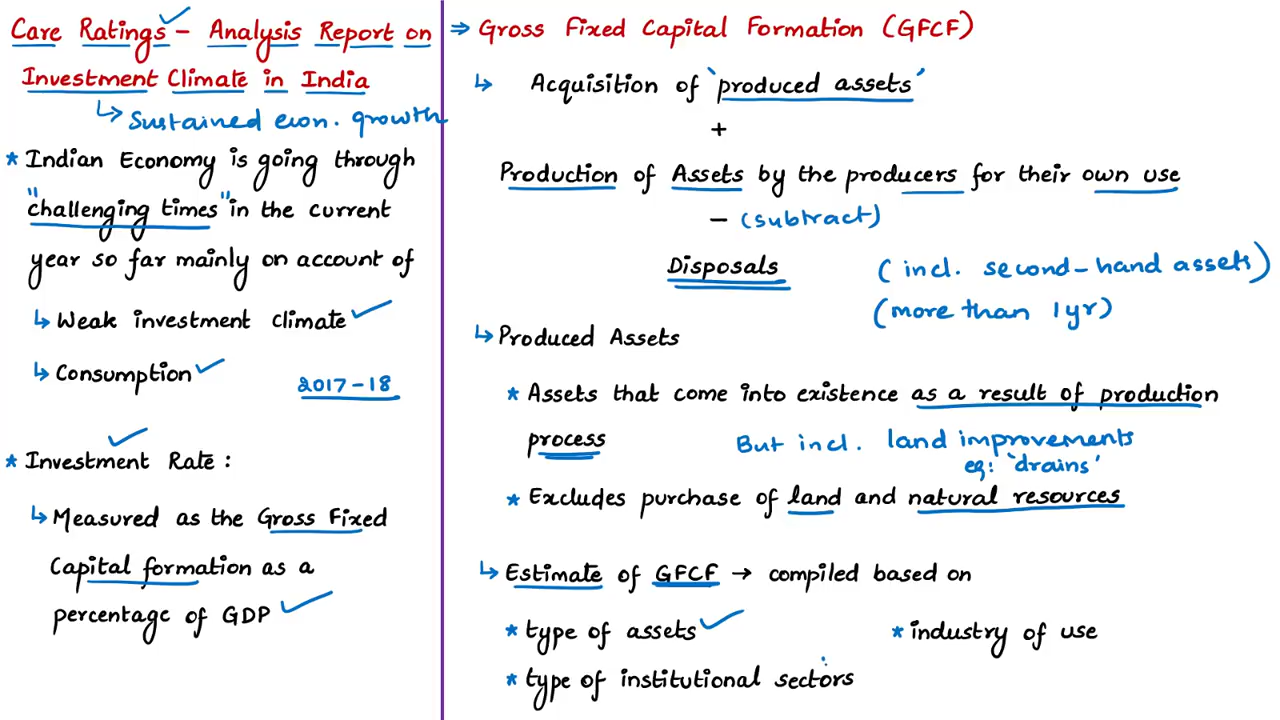 Care Ratings - Analysis Report on
Investment Climate in India
↳ Sustained econ. growth
* Indian Economy is going through
"challenging times" in the current
year so far mainly on account of
↳ Weak investment climate
↳ Consumption
2017-18
* Investment Rate:
↳ Measured as the Gross Fixed
Capital formation as a
percentage of GDP
⇒ Gross Fixed Capital Formation (GFCF)
↳ Acquisition of 'produced assets'
+
Production of Assets by the producers for their own use
- (subtract)
Disposals (incl. second-hand assets)
(more than 1yr)
↳ Produced Assets
* Assets that come into existence as a result of production
process But incl. land improvements
eg: 'drains'
* Excludes purchase of land and natural resources
↳ Estimate of GFCF → compiled based on
* type of assets * industry of use
* type of institutional sectors